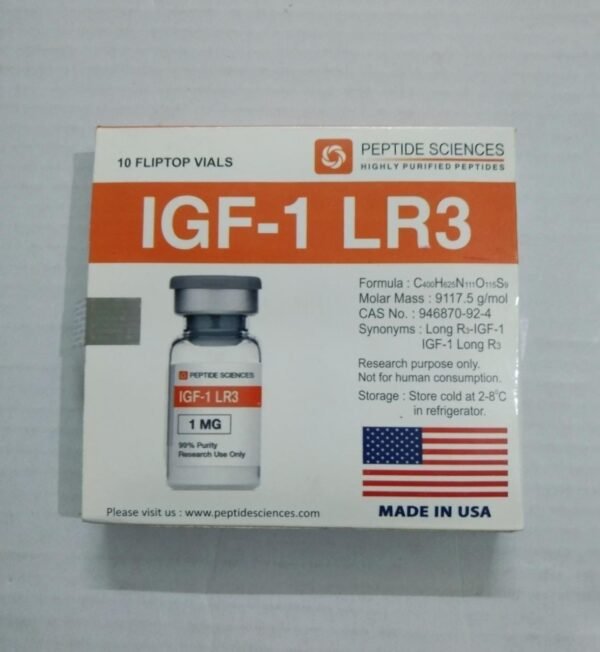 10 FLIPTOP VIALS
PEPTIDE SCIENCES
HIGHLY PURIFIED PEPTIDES
IGF-1 LR3
Formula : C₄₀₀H₆₂₅N₁₁₁O₁₁₅S₉
Molar Mass : 9117.5 g/mol
CAS No. : 946870-92-4
Synonyms : Long R₃-IGF-1
IGF-1 Long R₃
Research purpose only.
Not for human consumption.
Storage : Store cold at 2-8°C
in refrigerator.
PEPTIDE SCIENCES
IGF-1 LR3
1 MG
99% Purity
Research Use Only
MADE IN USA
Please visit us : www.peptidesciences.com